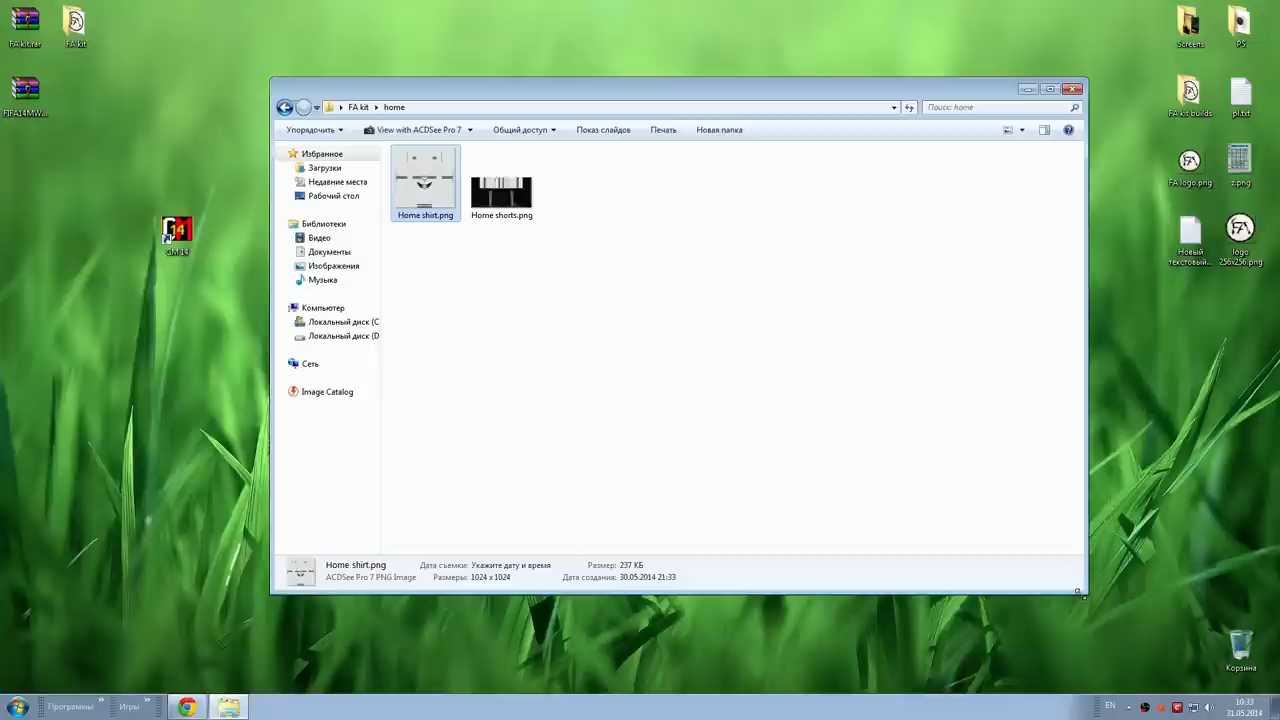 FA kit.rar
FA kit
FIFA14MW...
CM 14
Screens
PS
FA kit builds
pi.txt
FA logo.png
z.png
Новый текстовый...
logo 256x256.png
Корзина
FA kit
home
Поиск: home
Упорядочить
View with ACDSee Pro 7
Общий доступ
Показ слайдов
Печать
Новая папка
Избранное
Загрузки
Недавние места
Рабочий стол
Библиотеки
Видео
Документы
Изображения
Музыка
Компьютер
Локальный диск (C
Локальный диск (D
Сеть
Image Catalog
Home shirt.png
Home shorts.png
Home shirt.png
Дата съемки: Укажите дату и время
Размер: 237 КБ
ACDSee Pro 7 PNG Image
Размеры: 1024 x 1024
Дата создания: 30.05.2014 21:33
Программы
Игры
EN
10:33
31.05.2014